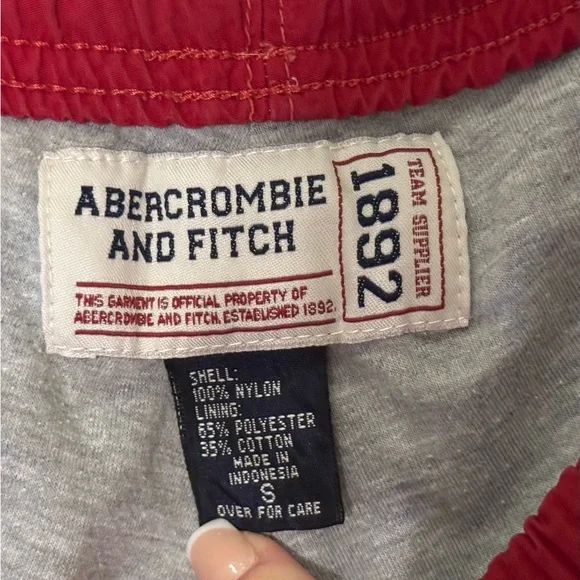 ABERCROMBIE
AND FITCH
THIS GARMENT IS OFFICIAL PROPERTY OF
ABERCROMBIE AND FITCH. ESTABLISHED 1892.
TEAM SUPPLIER
1892
SHELL:
100% NYLON
LINING:
65% POLYESTER
35% COTTON
MADE IN
INDONESIA
S
OVER FOR CARE